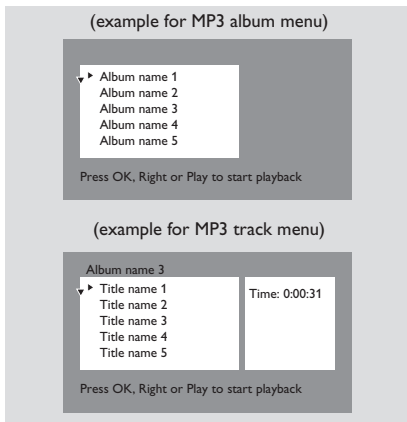 (example for MP3 album menu)
Album name 1
Album name 2
Album name 3
Album name 4
Album name 5
Press OK, Right or Play to start playback
(example for MP3 track menu)
Album name 3
Title name 1
Title name 2
Title name 3
Title name 4
Title name 5
Time: 0:00:31
Press OK, Right or Play to start playback